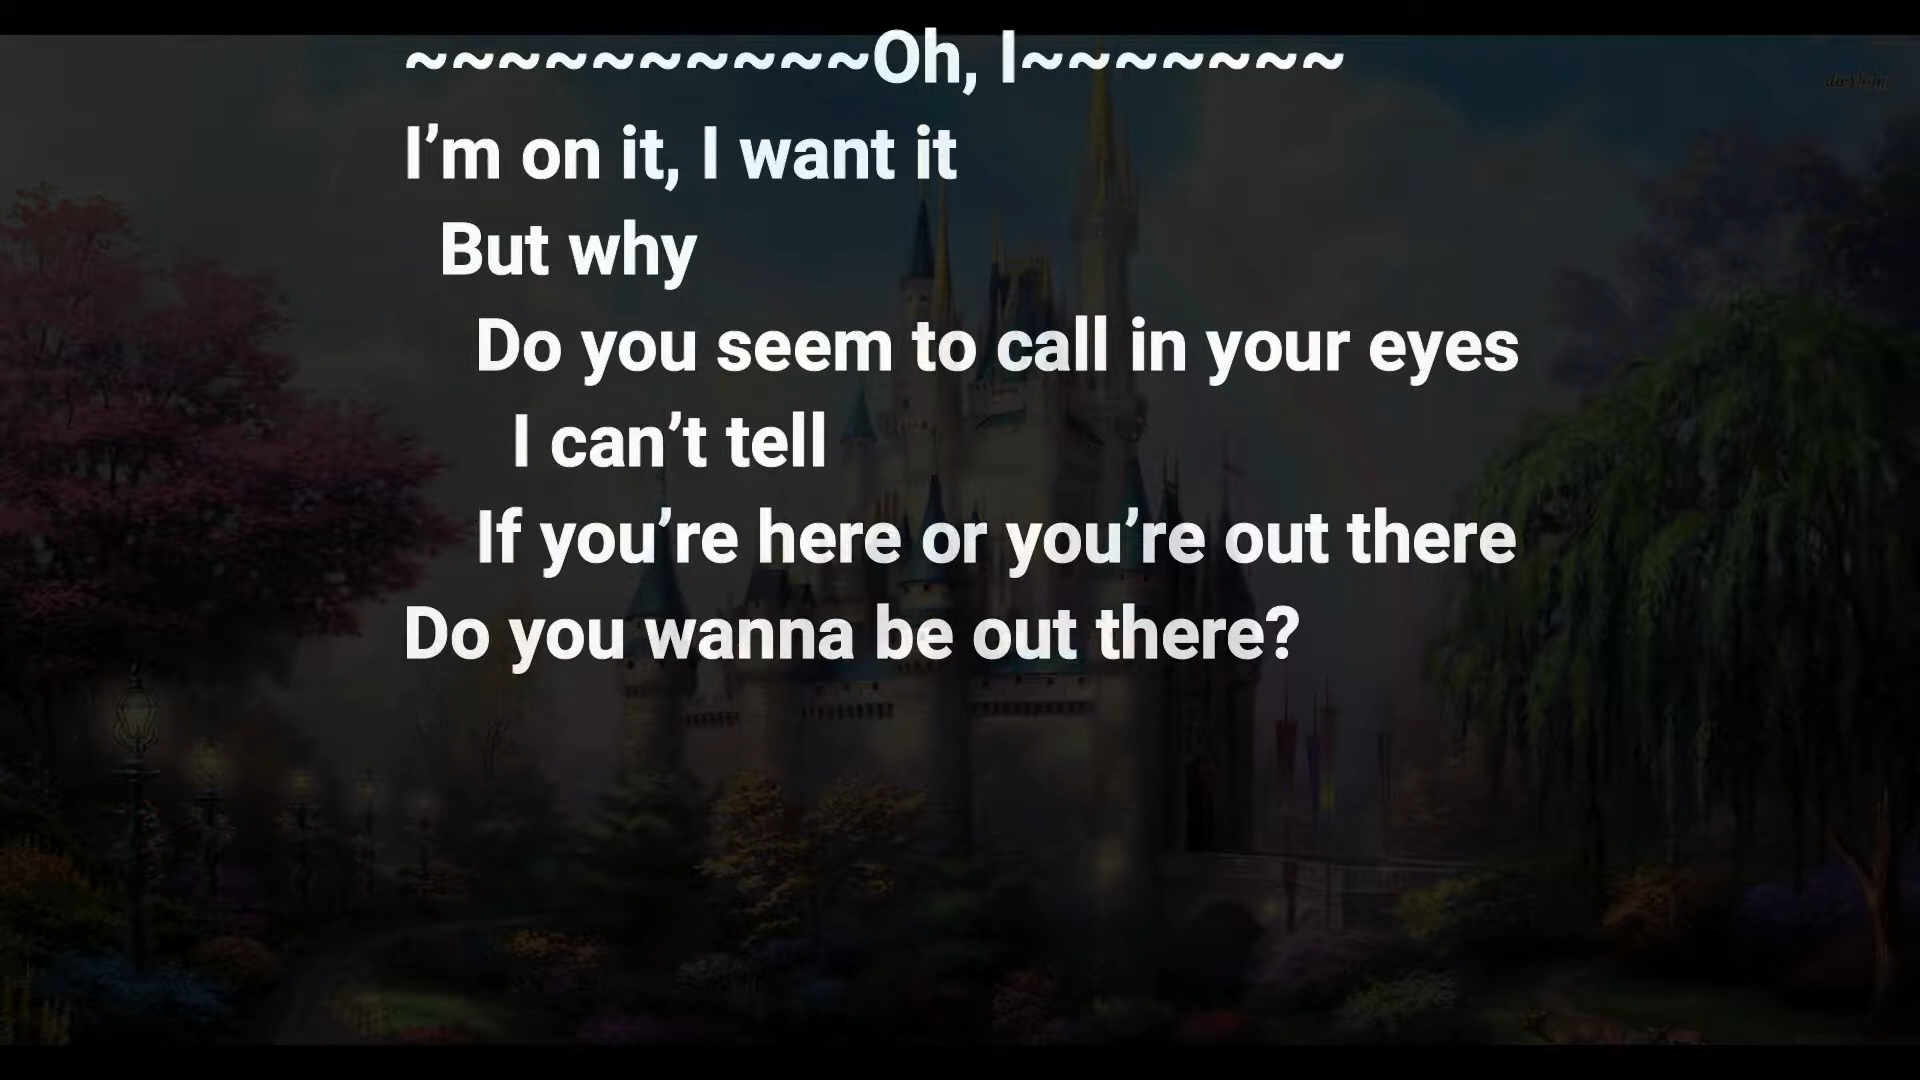 ~~~~~~~~~~Oh, I~~~~~~~
I’m on it, I want it
But why
Do you seem to call in your eyes
I can’t tell
If you’re here or you’re out there
Do you wanna be out there?